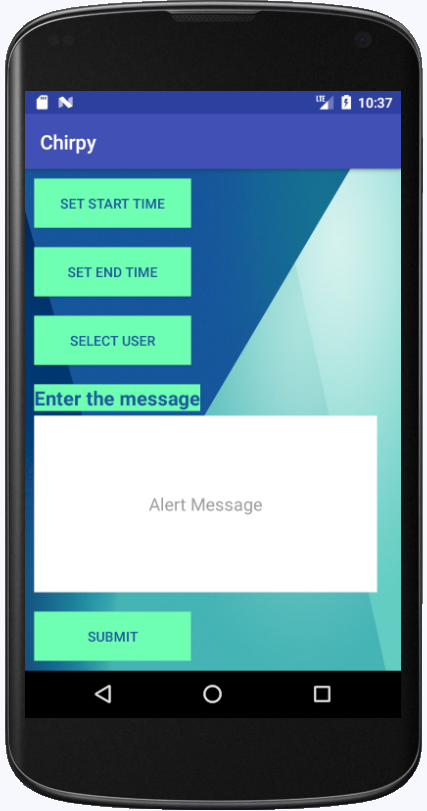 LTE 10:37
Chirpy
SET START TIME
SET END TIME
SELECT USER
Enter the message
Alert Message
SUBMIT